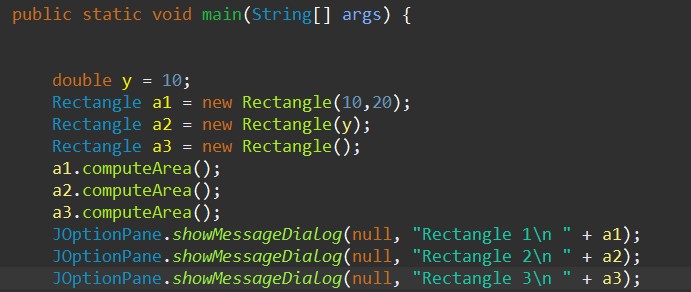 public static void main(String[] args) {
double y = 10;
Rectangle a1 = new Rectangle(10,20);
Rectangle a2 = new Rectangle(y);
Rectangle a3 = new Rectangle();
a1.computeArea();
a2.computeArea();
a3.computeArea();
JOptionPane.showMessageDialog(null, "Rectangle 1\n " + a1);
JOptionPane.showMessageDialog(null, "Rectangle 2\n " + a2);
JOptionPane.showMessageDialog(null, "Rectangle 3\n " + a3);